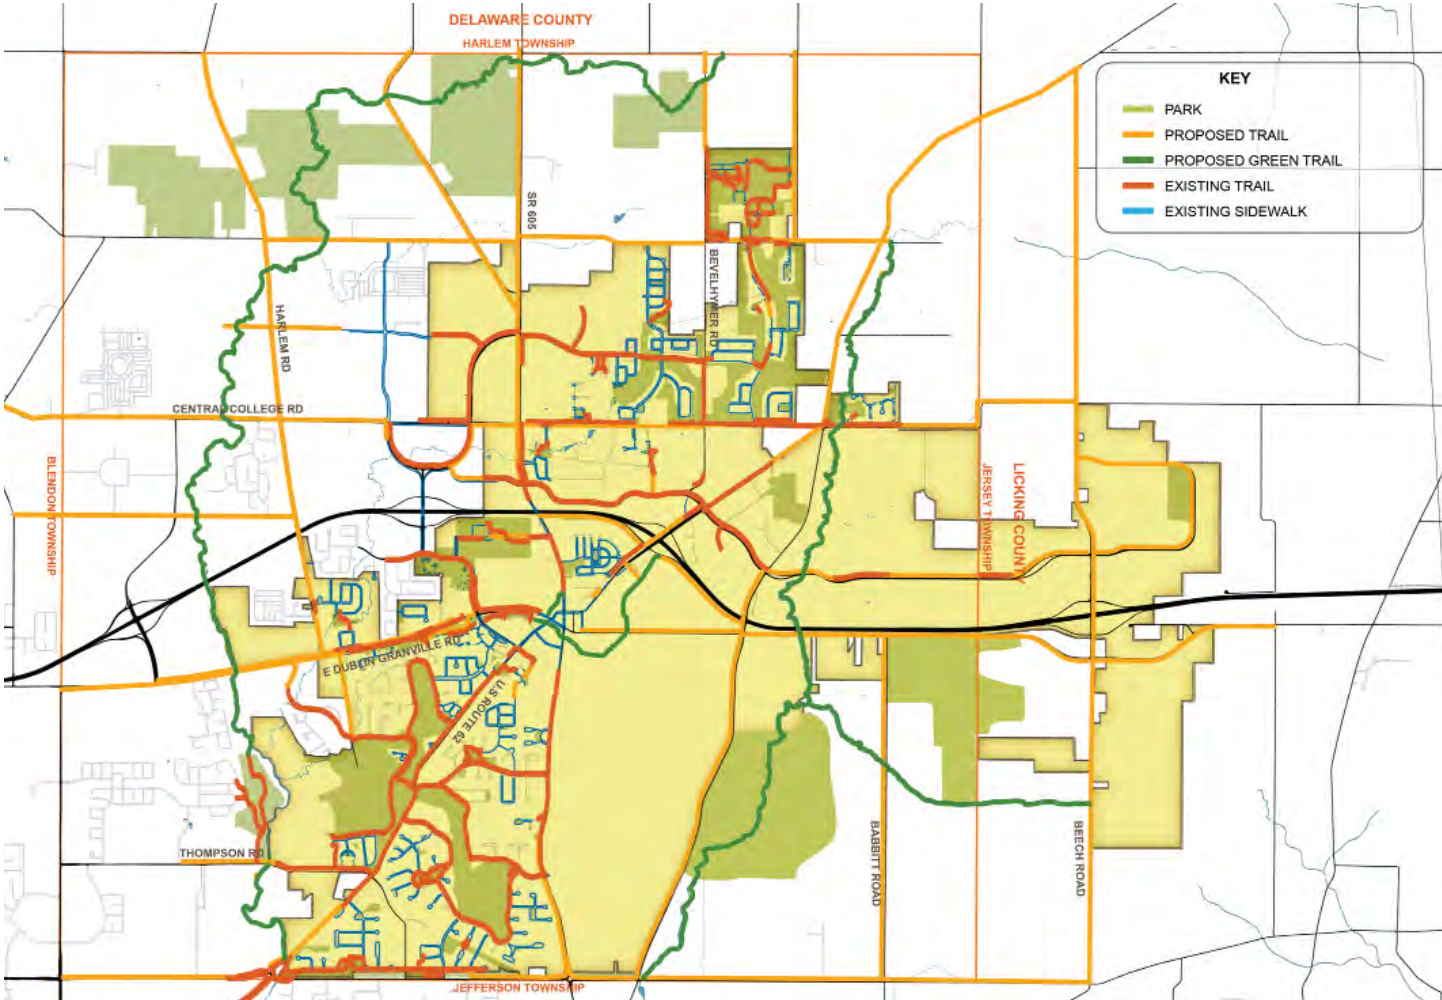 DELAWARE COUNTY
HARLEM TOWNSHIP
KEY
PARK
PROPOSED TRAIL
PROPOSED GREEN TRAIL
EXISTING TRAIL
EXISTING SIDEWALK
SR 605
BEVELHYMER RD
HARLEM RD
CENTRAL COLLEGE RD
BLENDON TOWNSHIP
JERSEY TOWNSHIP
LICKING COUNTY
E DUBLIN GRANVILLE RD
U.S ROUTE 62
THOMPSON RD
BABBITT ROAD
BEECH ROAD
JEFFERSON TOWNSHIP